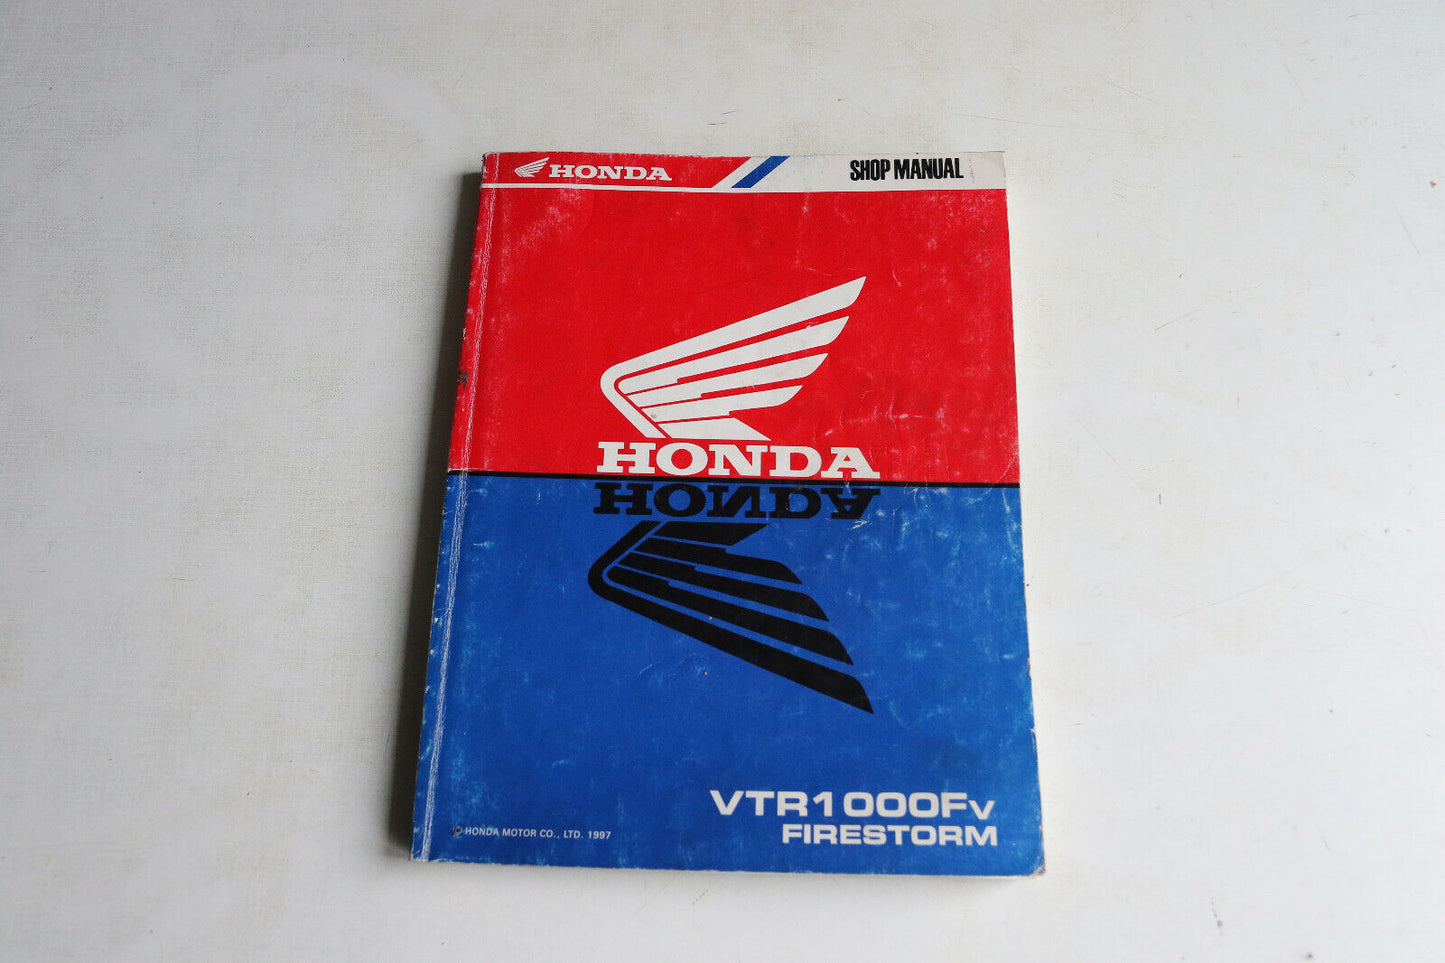 HONDA
SHOP MANUAL
HONDA
HONDA
VTR1000Fv
FIRESTORM
© HONDA MOTOR CO., LTD. 1997